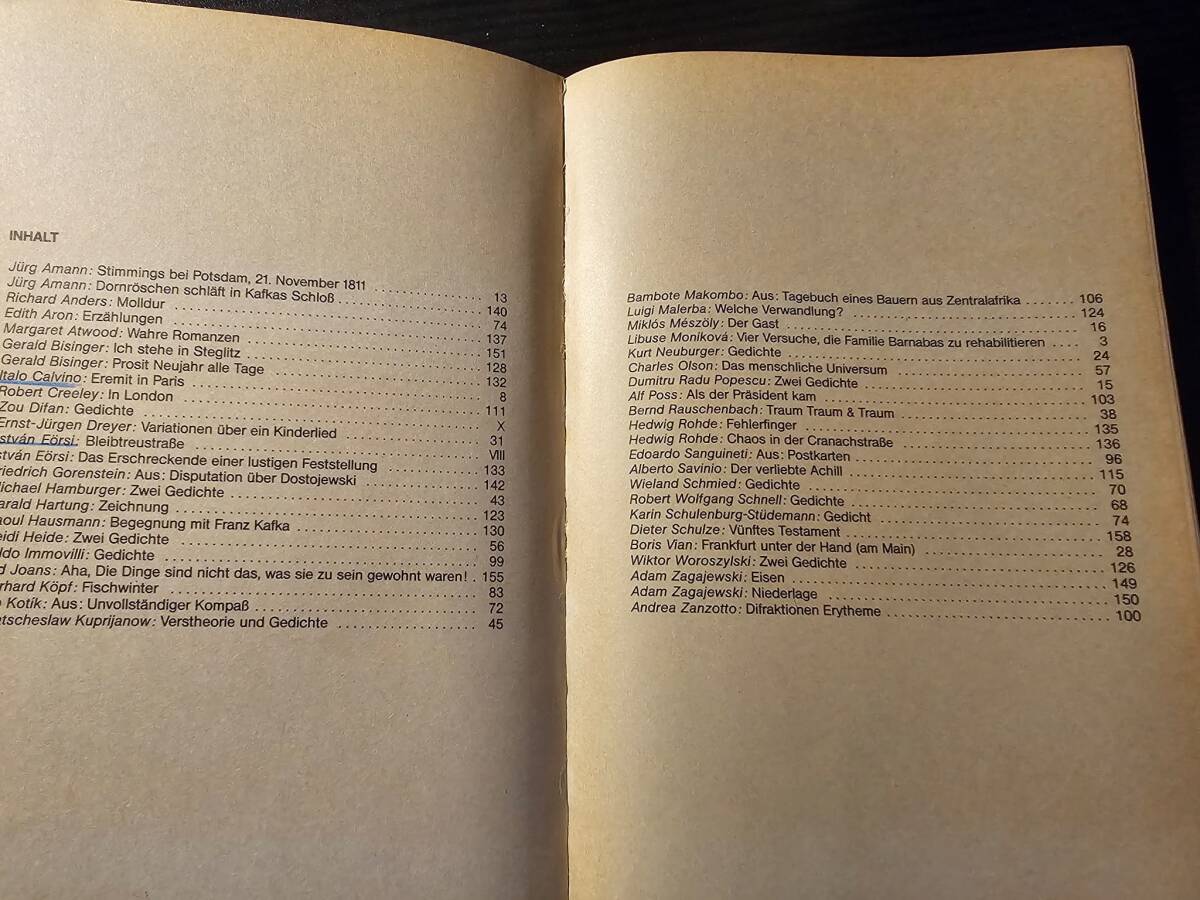 INHALT
Jürg Amann: Stimmings bei Potsdam, 21. November 1811 ........ 13
Jürg Amann: Dornröschen schläft in Kafkas Schloß ........ 140
Richard Anders: Molldur ........ 74
Edith Aron: Erzählungen ........ 137
Margaret Atwood: Wahre Romanzen ........ 151
Gerald Bisinger: Ich stehe in Steglitz ........ 128
Gerald Bisinger: Prosit Neujahr alle Tage ........ 132
Italo Calvino: Eremit in Paris ........ 8
Robert Creeley: In London ........ 111
Zou Difan: Gedichte ........ X
Ernst-Jürgen Dreyer: Variationen über ein Kinderlied ........ 31
stván Eörsi: Bleibtreustraße ........ VIII
stván Eörsi: Das Erschreckende einer lustigen Feststellung ........ 133
riedrich Gorenstein: Aus: Disputation über Dostojewski ........ 142
ichael Hamburger: Zwei Gedichte ........ 43
arald Hartung: Zeichnung ........ 123
aoul Hausmann: Begegnung mit Franz Kafka ........ 130
eidi Heide: Zwei Gedichte ........ 56
ldo Immovilli: Gedichte ........ 99
d Joans: Aha, Die Dinge sind nicht das, was sie zu sein gewohnt waren! . 155
erhard Köpf: Fischwinter ........ 83
Kotík: Aus: Unvollständiger Kompaß ........ 72
atscheslaw Kuprijanow: Verstheorie und Gedichte ........ 45
Bambote Makombo: Aus: Tagebuch eines Bauern aus Zentralafrika ........ 106
Luigi Malerba: Welche Verwandlung? ........ 124
Miklós Mészöly: Der Gast ........ 16
Libuse Moníková: Vier Versuche, die Familie Barnabas zu rehabilitieren ........ 3
Kurt Neuburger: Gedichte ........ 24
Charles Olson: Das menschliche Universum ........ 57
Dumitru Radu Popescu: Zwei Gedichte ........ 15
Alf Poss: Als der Präsident kam ........ 103
Bernd Rauschenbach: Traum Traum & Traum ........ 38
Hedwig Rohde: Fehlerfinger ........ 135
Hedwig Rohde: Chaos in der Cranachstraße ........ 136
Edoardo Sanguineti: Aus: Postkarten ........ 96
Alberto Savinio: Der verliebte Achill ........ 115
Wieland Schmied: Gedichte ........ 70
Robert Wolfgang Schnell: Gedichte ........ 68
Karin Schulenburg-Stüdemann: Gedicht ........ 74
Dieter Schulze: Vünftes Testament ........ 158
Boris Vian: Frankfurt unter der Hand (am Main) ........ 28
Wiktor Woroszylski: Zwei Gedichte ........ 126
Adam Zagajewski: Eisen ........ 149
Adam Zagajewski: Niederlage ........ 150
Andrea Zanzotto: Difraktionen Erytheme ........ 100